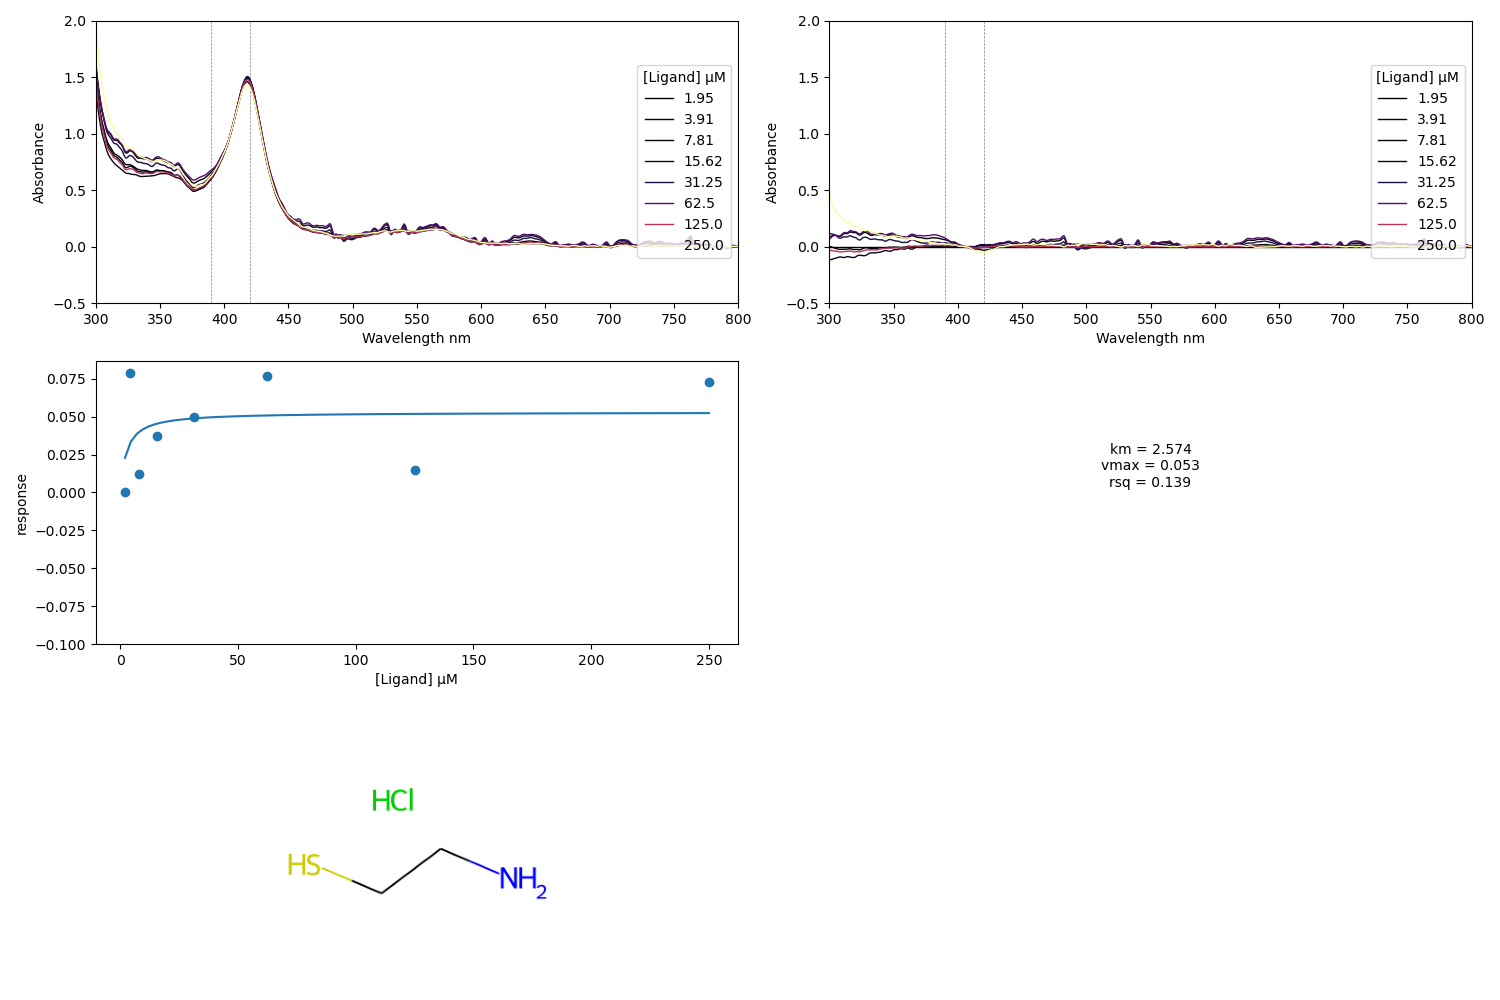 2.0
1.5
1.0
0.5
0.0
−0.5
Absorbance
300 350 400 450 500 550 600 650 700 750 800
Wavelength nm
[Ligand] µM
1.95
3.91
7.81
15.62
31.25
62.5
125.0
250.0
2.0
1.5
1.0
0.5
0.0
−0.5
Absorbance
300 350 400 450 500 550 600 650 700 750 800
Wavelength nm
[Ligand] µM
1.95
3.91
7.81
15.62
31.25
62.5
125.0
250.0
0.075
0.050
0.025
0.000
−0.025
−0.050
−0.075
−0.100
response
0 50 100 150 200 250
[Ligand] µM
km = 2.574
vmax = 0.053
rsq = 0.139
HCl
HS
NH2